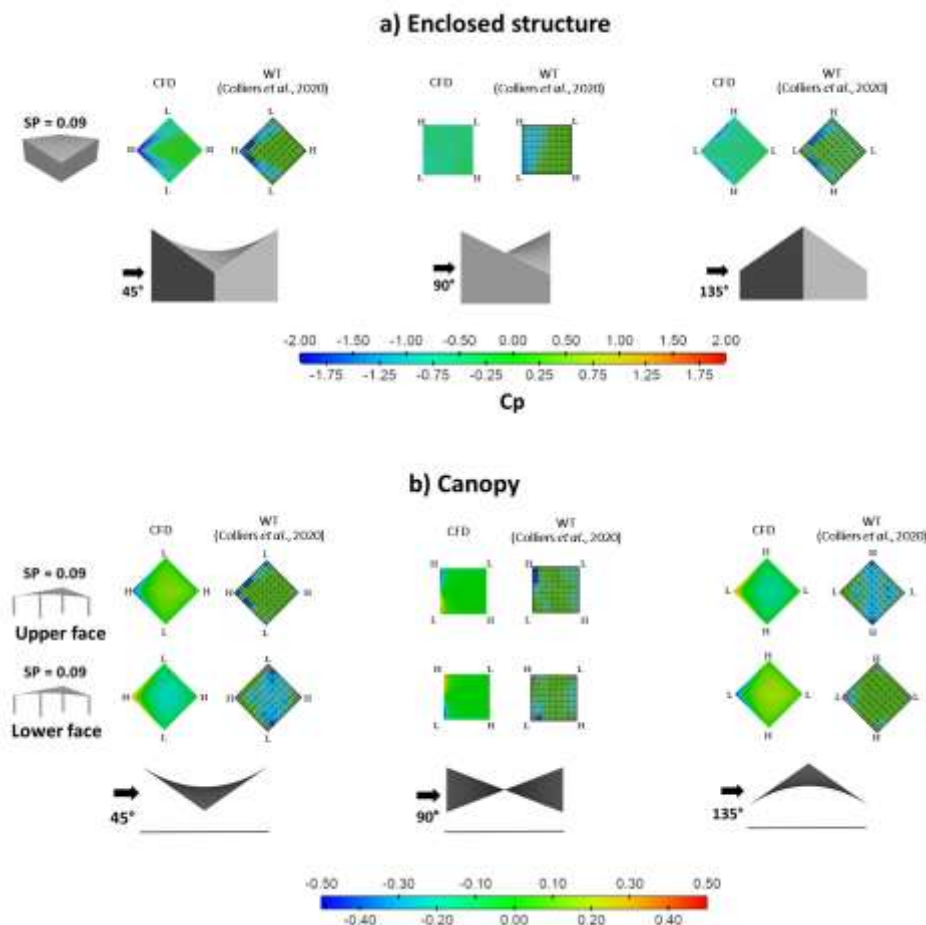 a) Enclosed structure
CFD
WT
(Colliers et al., 2020)
CFD
WT
(Colliers et al., 2020)
CFD
WT
(Colliers et al., 2020)
SP = 0.09
L L H L H H
H H H H L L L L
L L L H L H H H
45°
90°
135°
-2.00 -1.50 -1.00 -0.50 0.00 0.50 1.00 1.50 2.00
-1.75 -1.25 -0.75 -0.25 0.25 0.75 1.25 1.75
Cp
b) Canopy
CFD
WT
(Colliers et al., 2020)
CFD
WT
(Colliers et al., 2020)
CFD
WT
(Colliers et al., 2020)
SP = 0.09
Upper face
L L H L H L H H
H H H H L L L L
L L L H L H H H
SP = 0.09
Lower face
L L H L H L H H
H H H H L L L L
L L L H L H H H
45°
90°
135°
-0.50 -0.30 -0.10 0.10 0.30 0.50
-0.40 -0.20 0.00 0.20 0.40